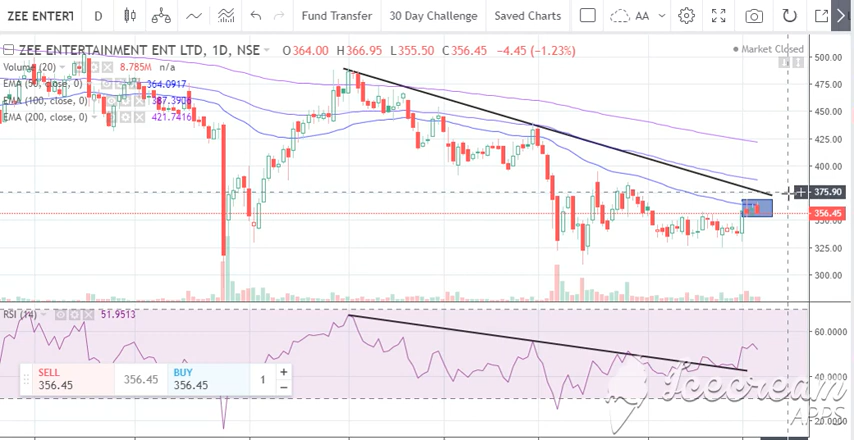 ZEE ENTERT D Fund Transfer 30 Day Challenge Saved Charts AA
ZEE ENTERTAINMENT ENT LTD, 1D, NSE O364.00 H366.95 L355.50 C356.45 -4.45 (-1.23%)
Market Closed
Volume (20) 8.785M n/a
EMA (50, close, 0) 364.0917
EMA (100, close, 0) 387.3906
EMA (200, close, 0) 421.7416
500.00
475.00
450.00
425.00
400.00
375.90
356.45
350.00
325.00
300.00
RSI (14) 51.9513
60.0000
40.0000
20.0000
SELL
356.45
356.45
BUY
356.45
1
Icecream
APPS